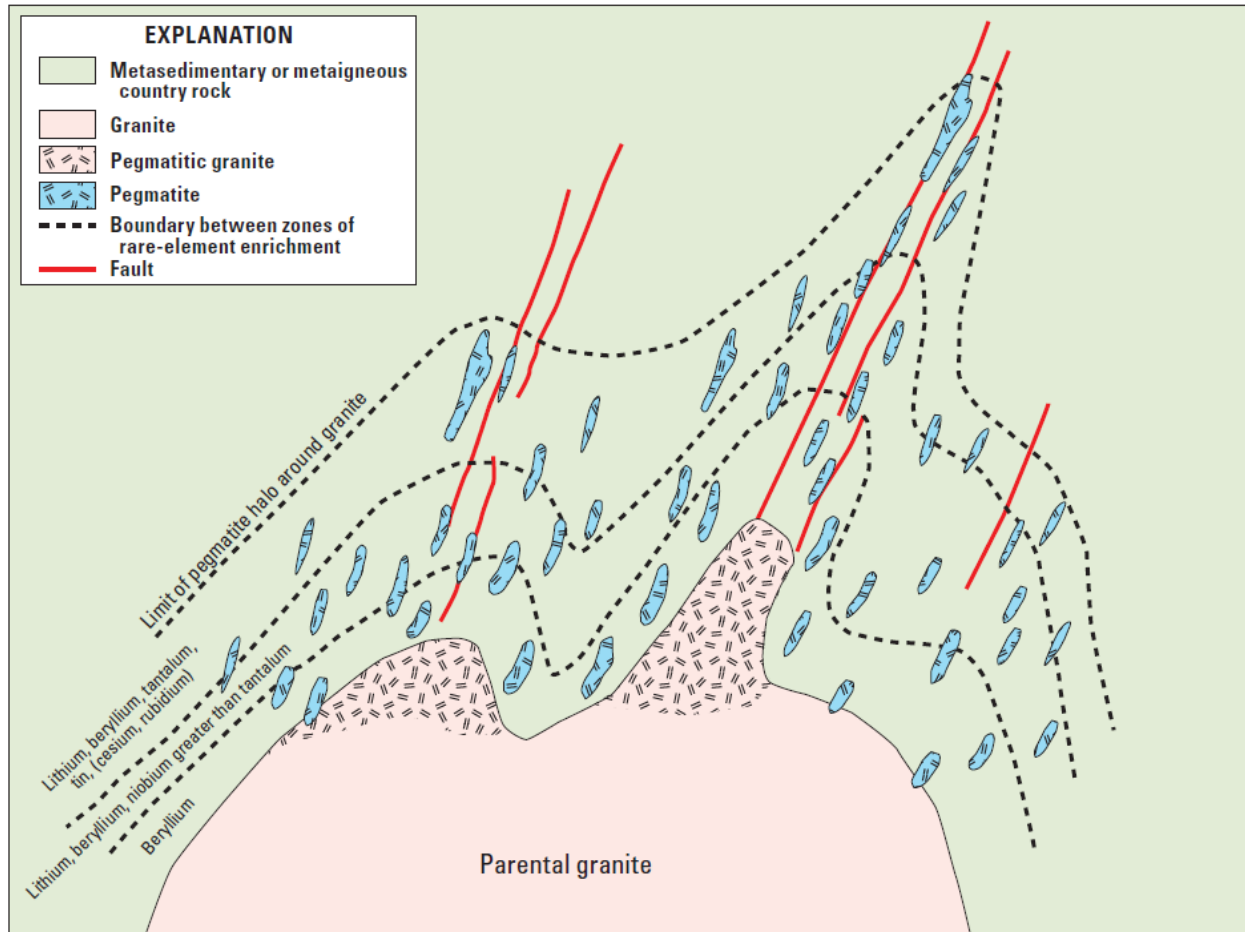 EXPLANATION
Metasedimentary or metaigneous
country rock
Granite
Pegmatitic granite
Pegmatite
Boundary between zones of
rare-element enrichment
Fault
Limit of pegmatite halo around granite
Lithium, beryllium, tantalum,
tin, (cesium, rubidium)
Lithium, beryllium, niobium greater than tantalum
Beryllium
Parental granite